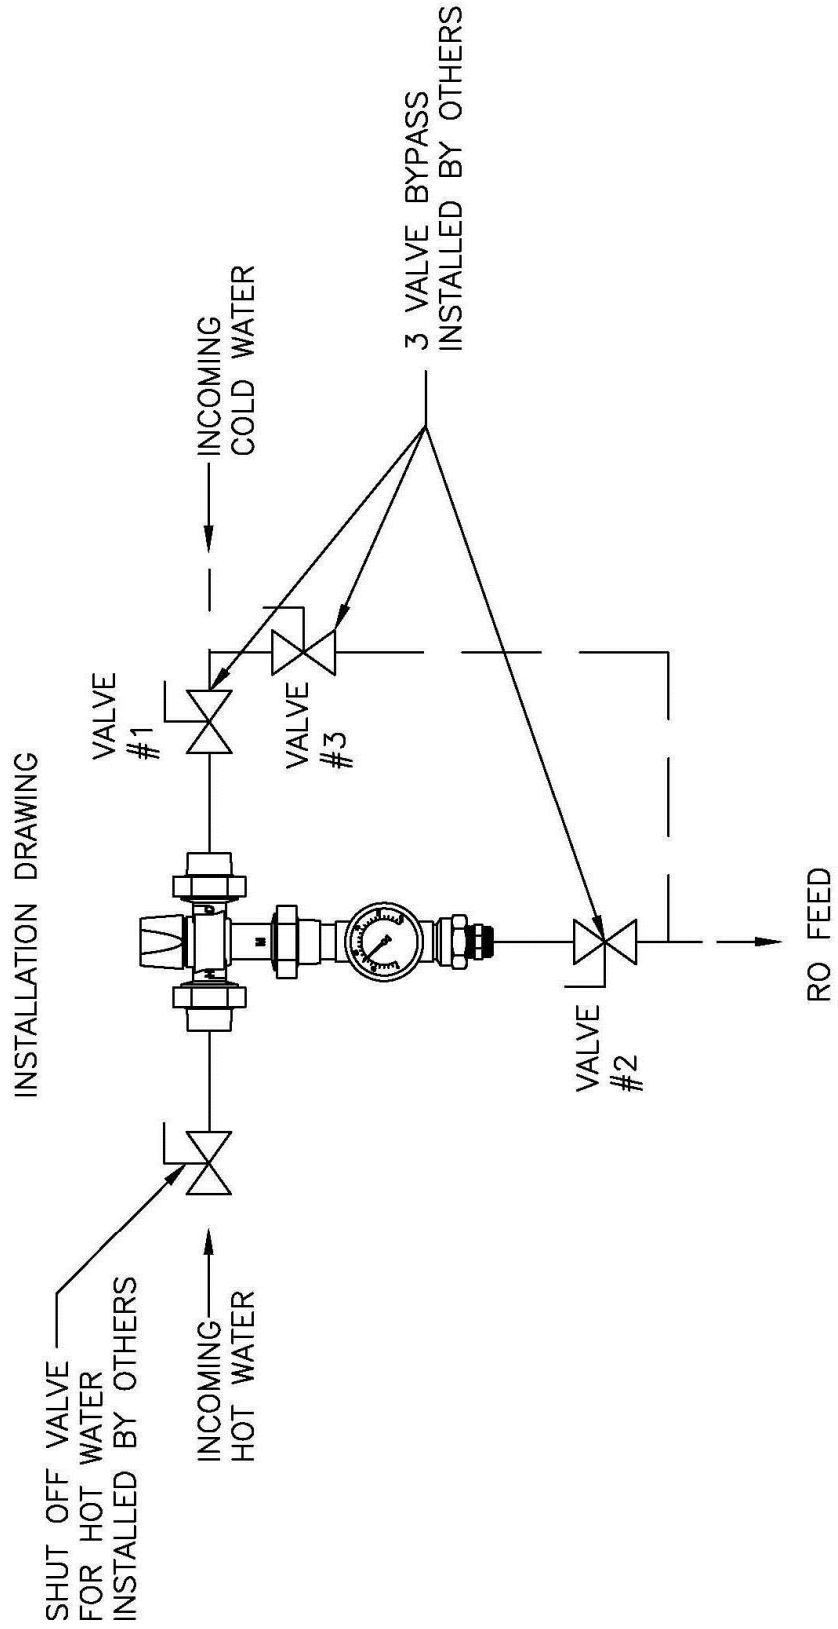 INSTALLATION DRAWING
SHUT OFF VALVE
FOR HOT WATER
INSTALLED BY OTHERS
INCOMING
HOT WATER
VALVE
#1
INCOMING
COLD WATER
VALVE
#3
3 VALVE BYPASS
INSTALLED BY OTHERS
H
C
M
VALVE
#2
RO FEED